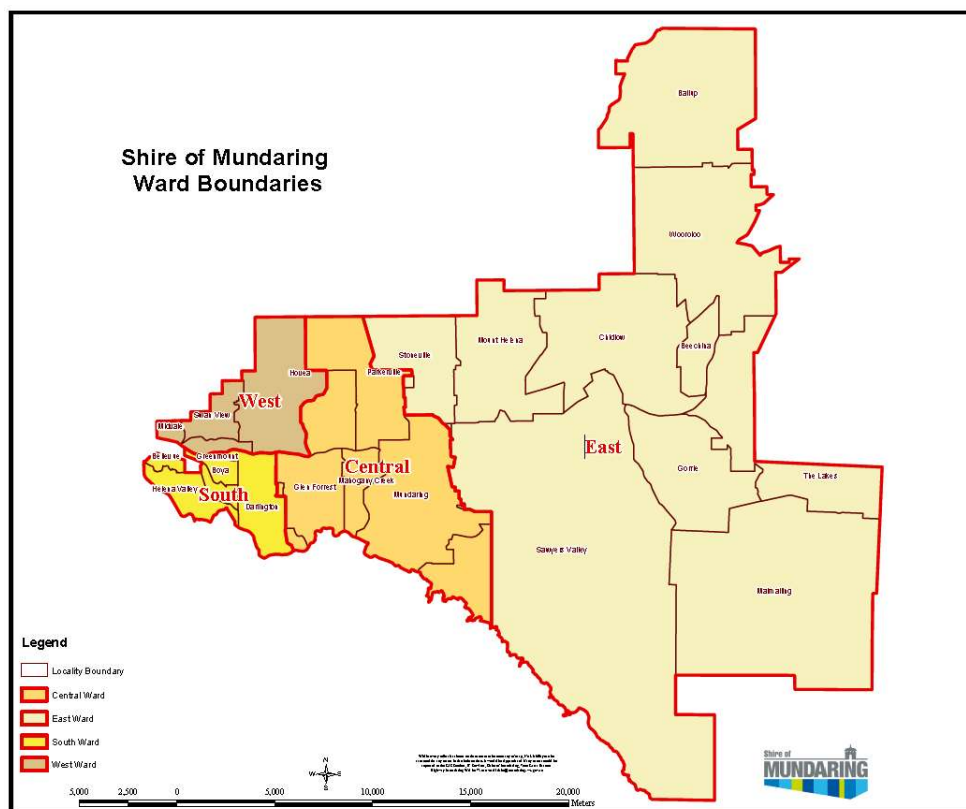 Shire of Mundaring
Ward Boundaries
Bailup
Wooroloo
Chidlow
Mount Helena
Beechina
Stoneville
Parkerville
Hovea
West
Swan View
Midvale
Greenmount
Bellevue
Boya
Helena Valley
South
Darlington
Central
Glen Forrest
Mahogany Creek
Mundaring
East
Gorrie
The Lakes
Sawyers Valley
Malmalling
Legend
Locality Boundary
Central Ward
East Ward
South Ward
West Ward
N
W
E
S
5,000
2,500
0
5,000
10,000
15,000
20,000
Meters
Shire of
MUNDARING